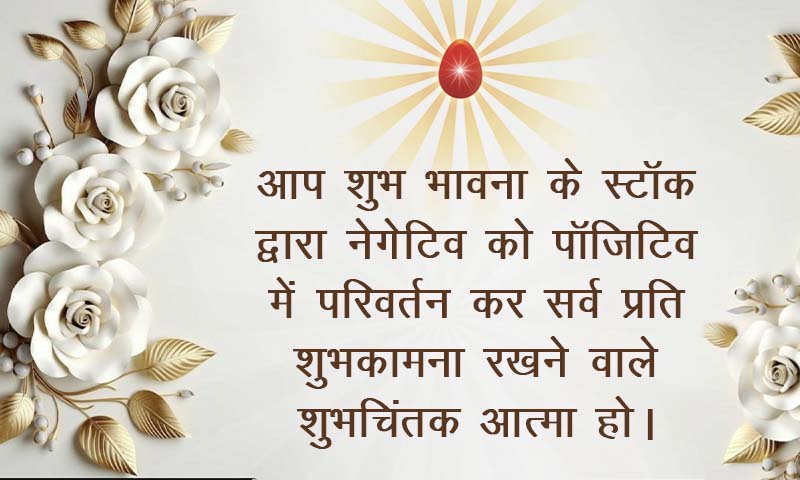 आप शुभ भावना के स्टॉक
द्वारा नेगेटिव को पॉजिटिव
में परिवर्तन कर सर्व प्रति
शुभकामना रखने वाले
शुभचिंतक आत्मा हो।